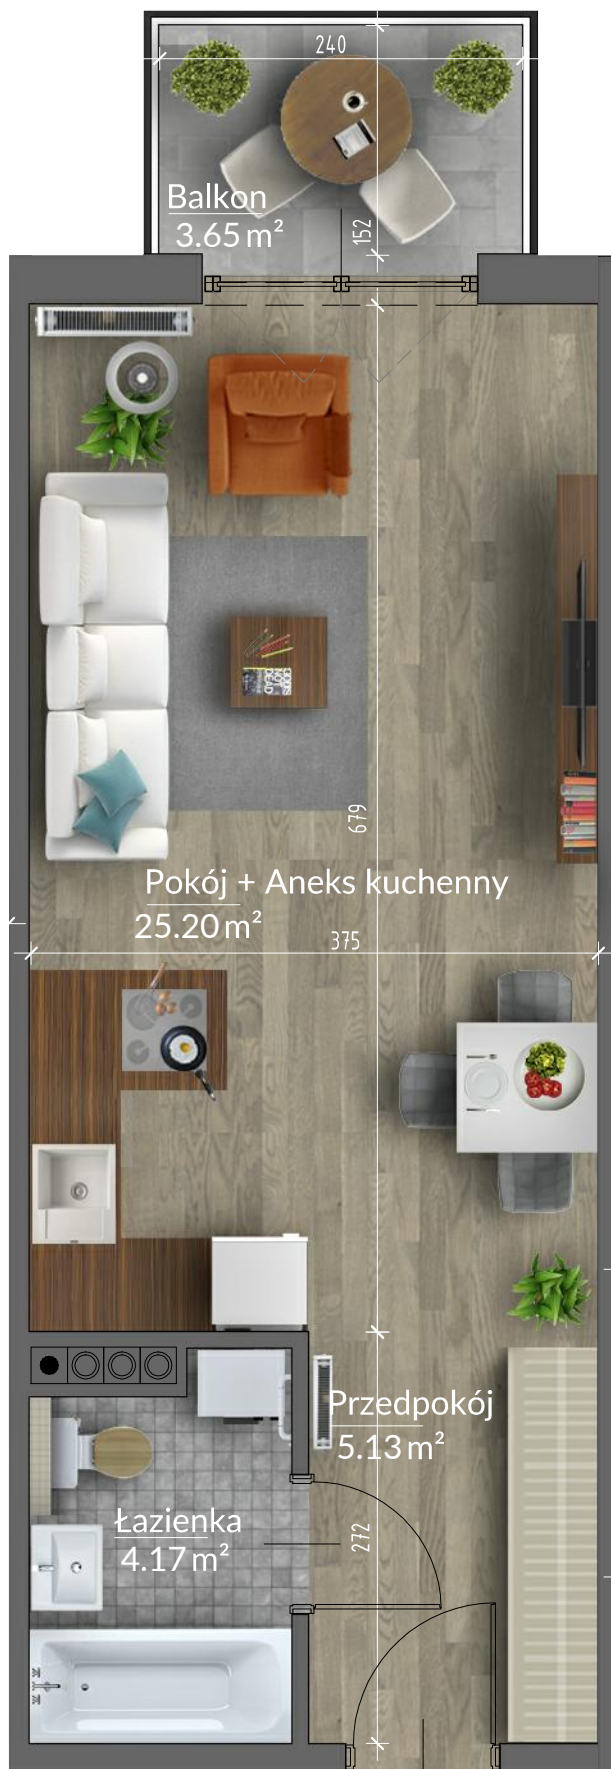 240
Balkon
3.65 m²
152
679
Pokój + Aneks kuchenny
25.20 m²
375
Przedpokój
5.13 m²
Łazienka
4.17 m²
272